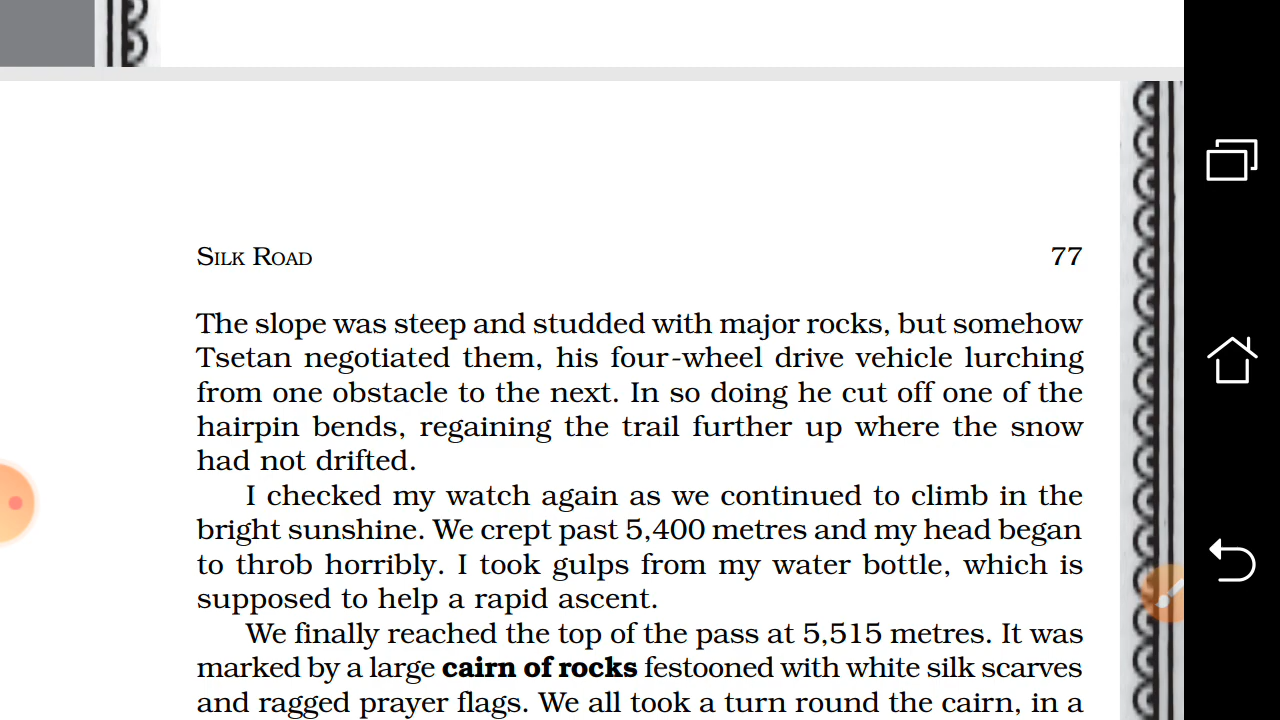 SILK ROAD 77
The slope was steep and studded with major rocks, but somehow
Tsetan negotiated them, his four-wheel drive vehicle lurching
from one obstacle to the next. In so doing he cut off one of the
hairpin bends, regaining the trail further up where the snow
had not drifted.
I checked my watch again as we continued to climb in the
bright sunshine. We crept past 5,400 metres and my head began
to throb horribly. I took gulps from my water bottle, which is
supposed to help a rapid ascent.
We finally reached the top of the pass at 5,515 metres. It was
marked by a large cairn of rocks festooned with white silk scarves
and ragged prayer flags. We all took a turn round the cairn, in a